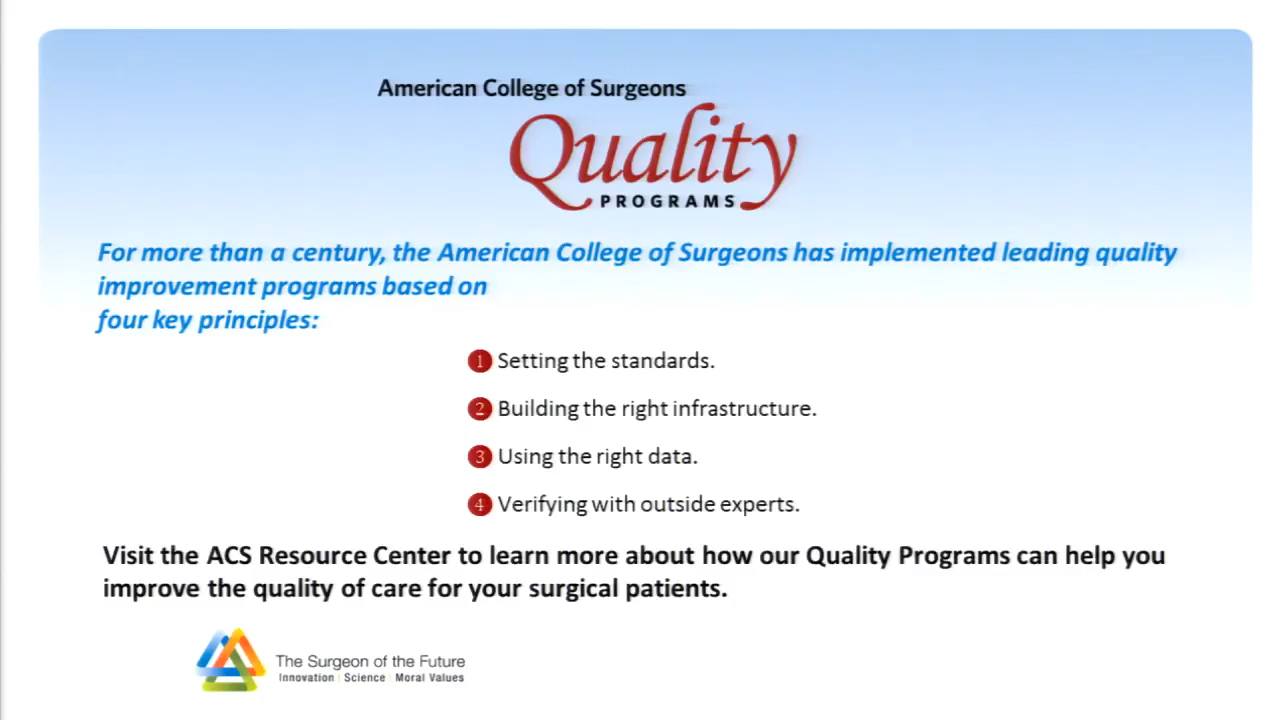 American College of Surgeons
Quality
PROGRAMS
For more than a century, the American College of Surgeons has implemented leading quality
improvement programs based on
four key principles:
1 Setting the standards.
2 Building the right infrastructure.
3 Using the right data.
4 Verifying with outside experts.
Visit the ACS Resource Center to learn more about how our Quality Programs can help you
improve the quality of care for your surgical patients.
The Surgeon of the Future
Innovation | Science | Moral Values